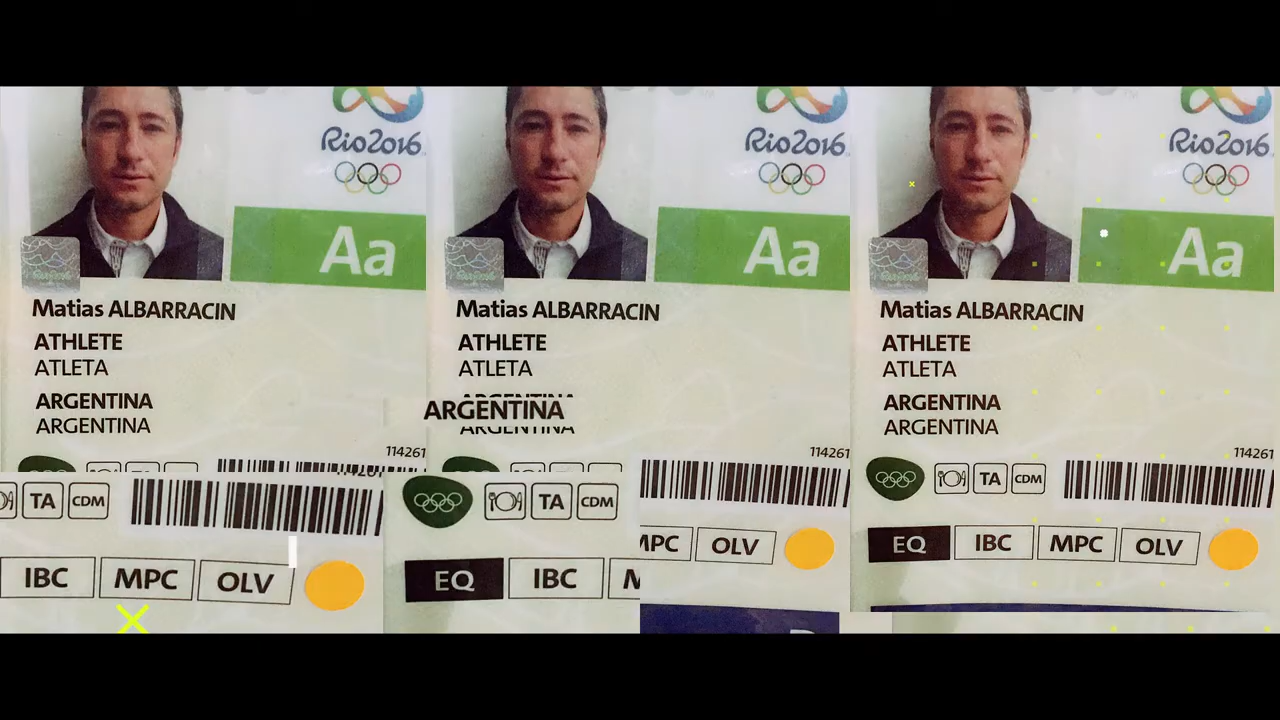 Rio2016 Rio2016 Rio2016
Aa Aa Aa
Matias ALBARRACIN Matias ALBARRACIN Matias ALBARRACIN
ATHLETE ATHLETE ATHLETE
ATLETA ATLETA ATLETA
ARGENTINA ARGENTINA ARGENTINA
ARGENTINA ARGENTINA ARGENTINA
114261 114261 114261
TA CDM TA CDM TA CDM
IBC MPC OLV EQ IBC OLV EQ IBC MPC OLV